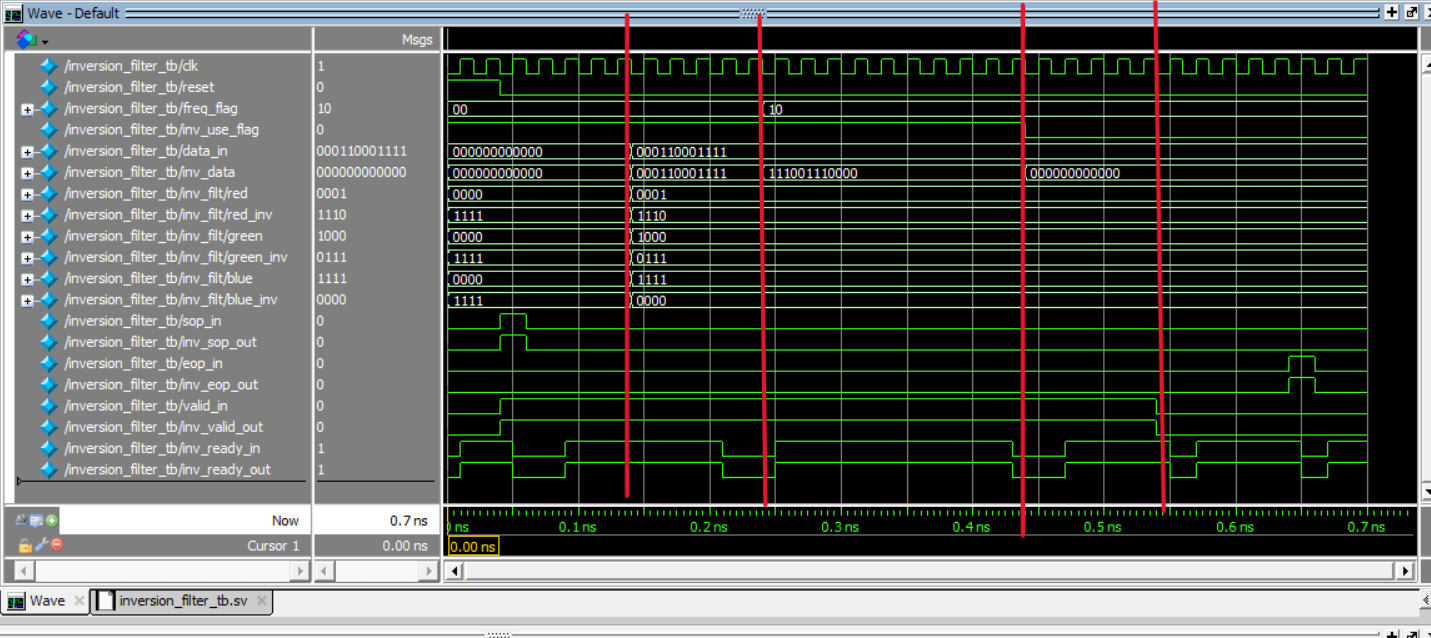 Wave - Default
Msgs
/inversion_filter_tb/clk 1
/inversion_filter_tb/reset 0
/inversion_filter_tb/freq_flag 10 00 10
/inversion_filter_tb/inv_use_flag 0
/inversion_filter_tb/data_in 000110001111 000000000000 000110001111
/inversion_filter_tb/inv_data 000000000000 000000000000 000110001111 111001110000 000000000000
/inversion_filter_tb/inv_filt/red 0001 0000 0001
/inversion_filter_tb/inv_filt/red_inv 1110 1111 1110
/inversion_filter_tb/inv_filt/green 1000 0000 1000
/inversion_filter_tb/inv_filt/green_inv 0111 1111 0111
/inversion_filter_tb/inv_filt/blue 1111 0000 1111
/inversion_filter_tb/inv_filt/blue_inv 0000 1111 0000
/inversion_filter_tb/sop_in 0
/inversion_filter_tb/inv_sop_out 0
/inversion_filter_tb/eop_in 0
/inversion_filter_tb/inv_eop_out 0
/inversion_filter_tb/valid_in 0
/inversion_filter_tb/inv_valid_out 0
/inversion_filter_tb/inv_ready_in 1
/inversion_filter_tb/inv_ready_out 1
Now 0.7 ns ns 0.1 ns 0.2 ns 0.3 ns 0.4 ns 0.5 ns 0.6 ns 0.7 ns
Cursor 1 0.00 ns 0.00 ns
Wave inversion_filter_tb.sv